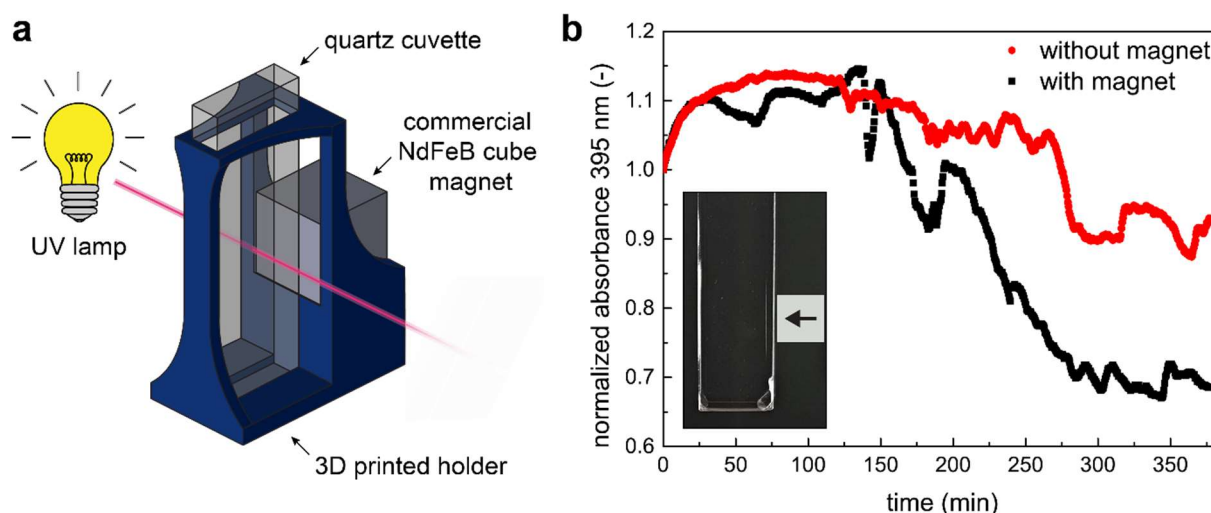 a
quartz cuvette
commercial
NdFeB cube
magnet
UV lamp
3D printed holder
b
normalized absorbance 395 nm (-)
1.2
1.1
1.0
0.9
0.8
0.7
0.6
without magnet
with magnet
0
50
100
150
200
250
300
350
time (min)